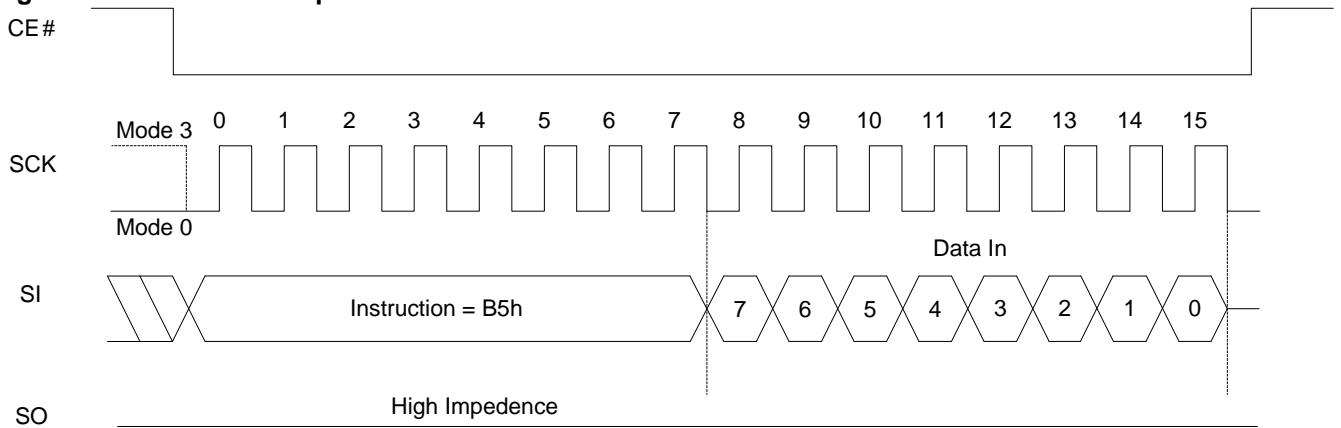 CE#
Mode 3 0 1 2 3 4 5 6 7 8 9 10 11 12 13 14 15
SCK
Mode 0
Data In
SI Instruction = B5h 7 6 5 4 3 2 1 0
High Impedence
SO